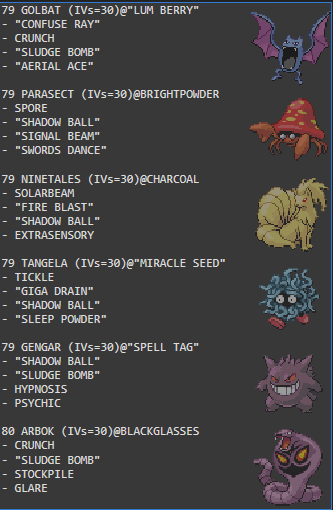 79 GOLBAT (IVs=30)@"LUM BERRY"
- "CONFUSE RAY"
- CRUNCH
- "SLUDGE BOMB"
- "AERIAL ACE"
79 PARASECT (IVs=30)@BRIGHTPOWDER
- SPORE
- "SHADOW BALL"
- "SIGNAL BEAM"
- "SWORDS DANCE"
79 NINETALES (IVs=30)@CHARCOAL
- SOLARBEAM
- "FIRE BLAST"
- "SHADOW BALL"
- EXTRASENSORY
79 TANGELA (IVs=30)@"MIRACLE SEED"
- TICKLE
- "GIGA DRAIN"
- "SHADOW BALL"
- "SLEEP POWDER"
79 GENGAR (IVs=30)@"SPELL TAG"
- "SHADOW BALL"
- "SLUDGE BOMB"
- HYPNOSIS
- PSYCHIC
80 ARBOK (IVs=30)@BLACKGLASSES
- CRUNCH
- "SLUDGE BOMB"
- STOCKPILE
- GLARE